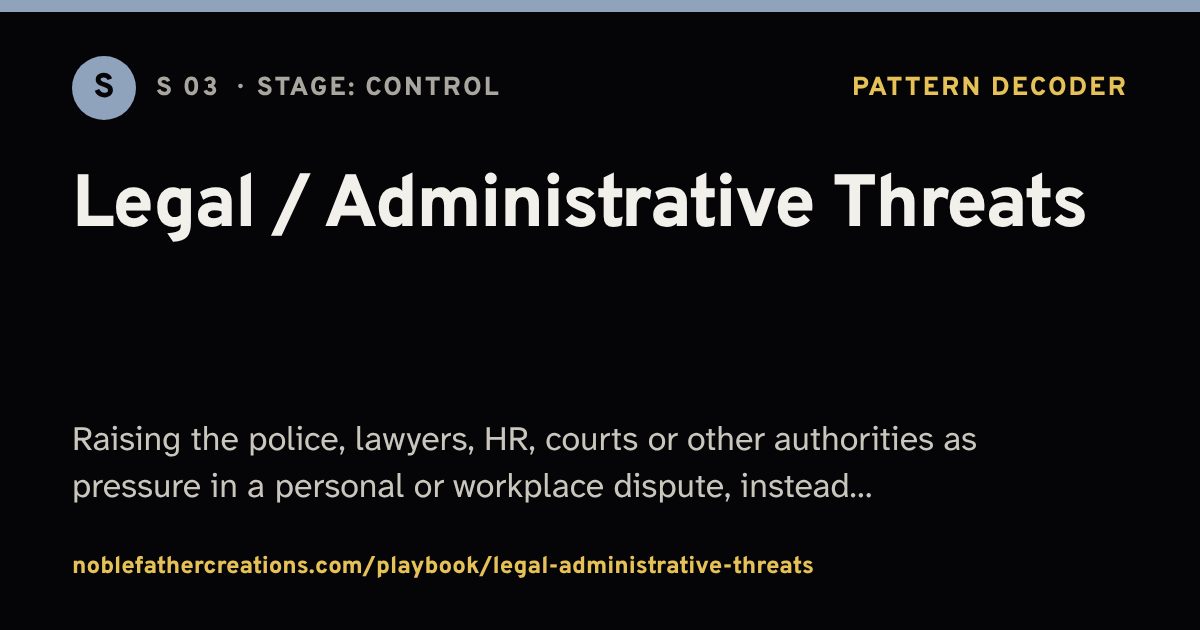 S
S 03 · STAGE: CONTROL
PATTERN DECODER
Legal / Administrative Threats
Raising the police, lawyers, HR, courts or other authorities as
pressure in a personal or workplace dispute, instead...
noblefathercreations.com/playbook/legal-administrative-threats